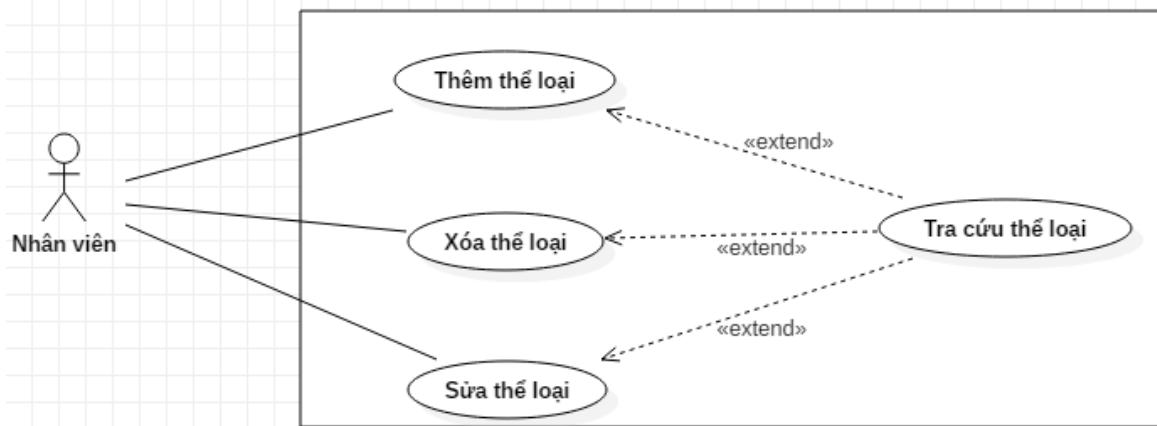 Thêm thể loại
«extend»
Nhân viên
Xóa thể loại
«extend»
Tra cứu thể loại
«extend»
Sửa thể loại